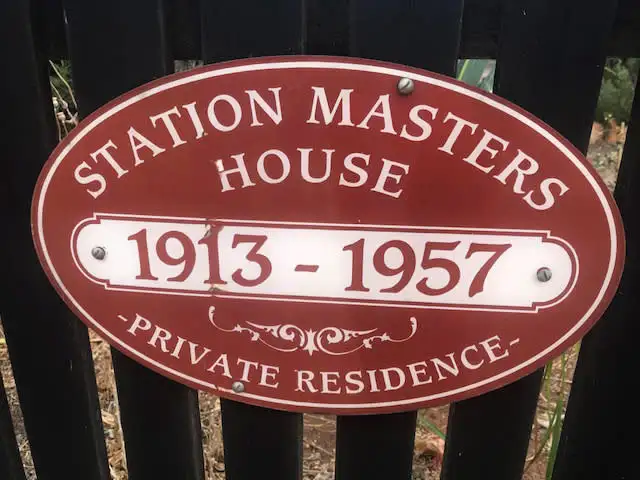 STATION MASTERS
HOUSE
1913 - 1957
-PRIVATE RESIDENCE-